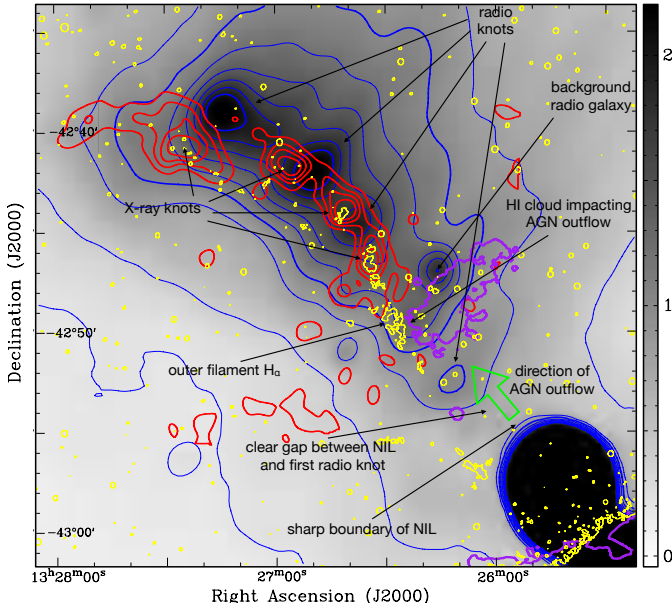 radio
knots
background
radio galaxy
−42°40′
X-ray knots
HI cloud impacting
AGN outflow
Declination (J2000)
−42°50′
outer filament Hα
direction of
AGN outflow
clear gap between NIL
and first radio knot
sharp boundary of NIL
−43°00′
2
1
0
13ʰ28ᵐ00ˢ
27ᵐ00ˢ
26ᵐ00ˢ
Right Ascension (J2000)